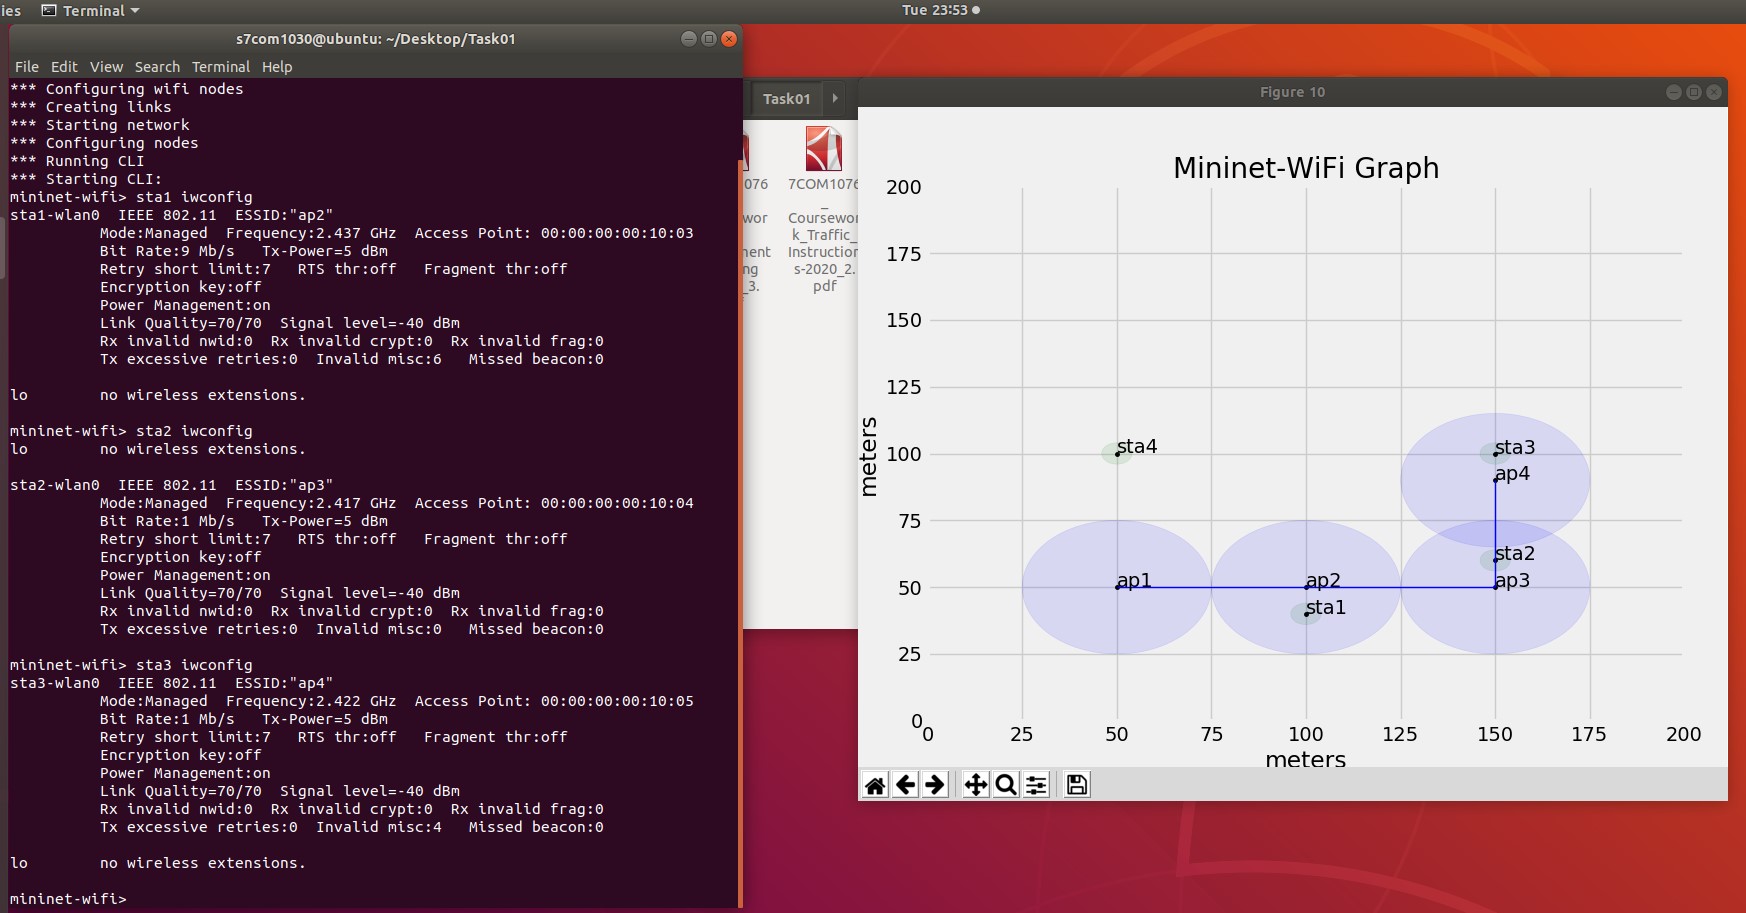 ies Terminal Tue 23:53
s7com1030@ubuntu: ~/Desktop/Task01
File Edit View Search Terminal Help
*** Configuring wifi nodes
*** Creating links
*** Starting network
*** Configuring nodes
*** Running CLI
*** Starting CLI:
mininet-wifi> sta1 iwconfig
sta1-wlan0  IEEE 802.11  ESSID:"ap2"
          Mode:Managed  Frequency:2.437 GHz  Access Point: 00:00:00:00:10:03
          Bit Rate:9 Mb/s   Tx-Power=5 dBm
          Retry short limit:7   RTS thr:off   Fragment thr:off
          Encryption key:off
          Power Management:on
          Link Quality=70/70  Signal level=-40 dBm
          Rx invalid nwid:0  Rx invalid crypt:0  Rx invalid frag:0
          Tx excessive retries:0  Invalid misc:6   Missed beacon:0
lo        no wireless extensions.
mininet-wifi> sta2 iwconfig
lo        no wireless extensions.
sta2-wlan0  IEEE 802.11  ESSID:"ap3"
          Mode:Managed  Frequency:2.417 GHz  Access Point: 00:00:00:00:10:04
          Bit Rate:1 Mb/s   Tx-Power=5 dBm
          Retry short limit:7   RTS thr:off   Fragment thr:off
          Encryption key:off
          Power Management:on
          Link Quality=70/70  Signal level=-40 dBm
          Rx invalid nwid:0  Rx invalid crypt:0  Rx invalid frag:0
          Tx excessive retries:0  Invalid misc:0   Missed beacon:0
mininet-wifi> sta3 iwconfig
sta3-wlan0  IEEE 802.11  ESSID:"ap4"
          Mode:Managed  Frequency:2.422 GHz  Access Point: 00:00:00:00:10:05
          Bit Rate:1 Mb/s   Tx-Power=5 dBm
          Retry short limit:7   RTS thr:off   Fragment thr:off
          Encryption key:off
          Power Management:on
          Link Quality=70/70  Signal level=-40 dBm
          Rx invalid nwid:0  Rx invalid crypt:0  Rx invalid frag:0
          Tx excessive retries:0  Invalid misc:4   Missed beacon:0
lo        no wireless extensions.
mininet-wifi>
Task01
076
wor
nent
ng
_3.
7COM1076
_
Coursewor
k_Traffic_
Instruction
s-2020_2.
pdf
Figure 10
Mininet-WiFi Graph
200
175
150
125
100
75
50
25
0
meters
sta4
sta3
ap4
sta2
ap1
ap2
ap3
sta1
0 25 50 75 100 125 150 175 200
meters